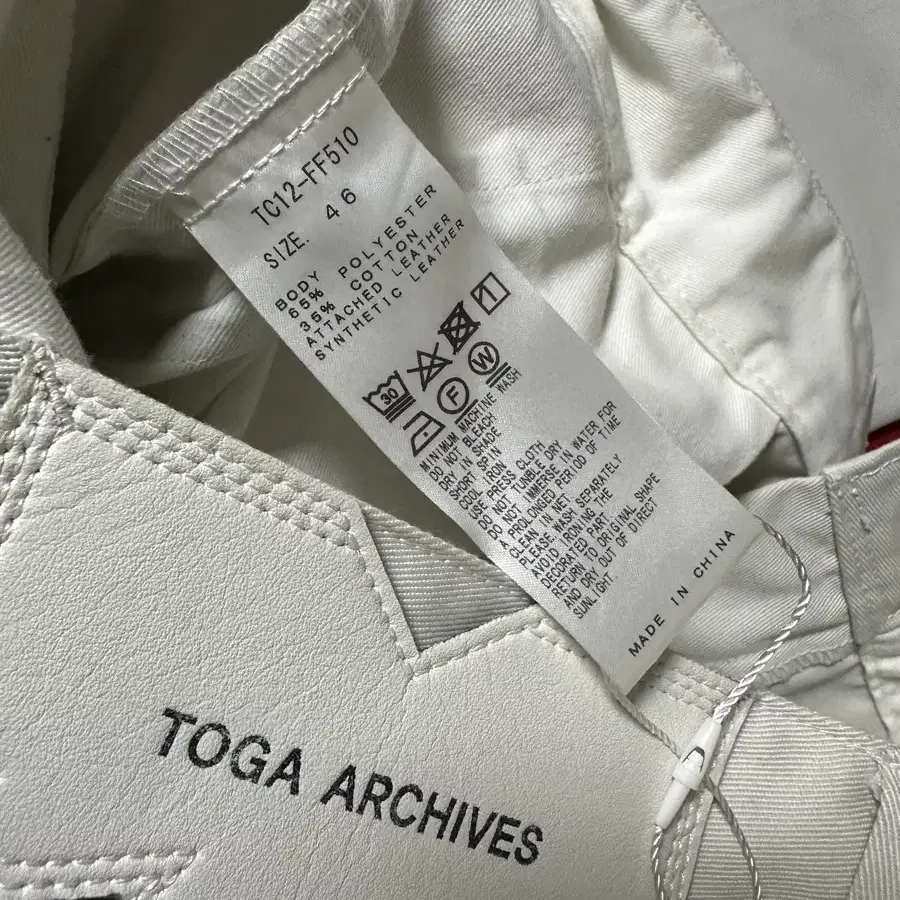 TC12-FF510
SIZE. 46
BODY POLYESTER
65% COTTON
35%
ATTACHED LEATHER
SYNTHETIC LEATHER
30
F W
MINIMUM MACHINE WASH
DO NOT BLEACH
DRY IN SHADE
SHORT SPIN
COOL IRON
USE PRESS CLOTH
DO NOT TUNBLE DRY
DO NOT IMMERSE IN WATER FOR
A PROLONGED PERIOD OF TIME
CLEAN IN NET
PLEASE WASH SEPARATELY
AVOID IRONING THE
DECORATED PART.
RETURN TO ORIGINAL SHAPE
AND DRY OUT OF DIRECT
SUNLIGHT.
MADE IN CHINA
TOGA ARCHIVES